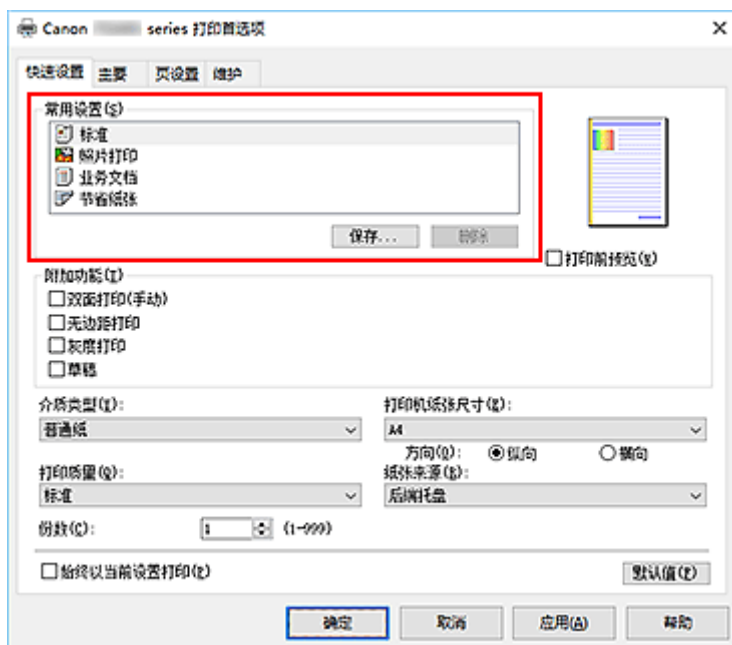 Canon series 打印首选项
快速设置 主要 页设置 维护
常用设置(S)
标准
照片打印
业务文档
节省纸张
保存... 删除
打印前预览(V)
附加功能(T)
双面打印(手动)
无边距打印
灰度打印
草稿
介质类型(Y): 打印机纸张尺寸(Z):
普通纸 A4
方向(O): 纵向 横向
打印质量(Q): 纸张来源(B):
标准 后端托盘
份数(C): 1 (1-999)
始终以当前设置打印(R) 默认值(F)
确定 取消 应用(A) 帮助